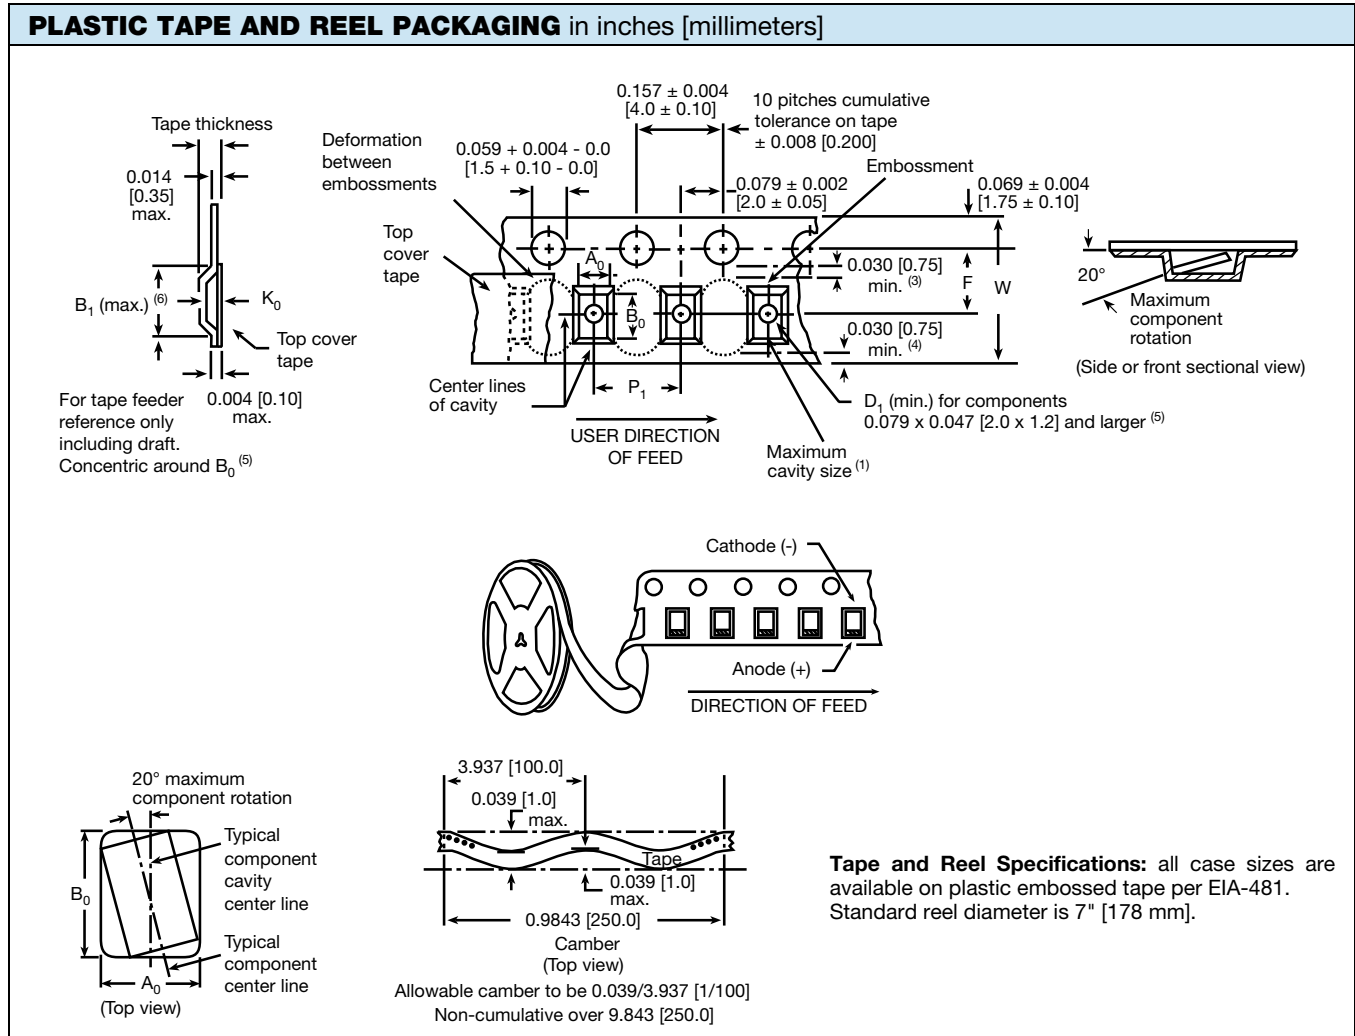 PLASTIC TAPE AND REEL PACKAGING in inches [millimeters]
Tape thickness
0.014
[0.35]
max.
B1 (max.) (6)
K0
Top cover
tape
0.004 [0.10]
max.
For tape feeder
reference only
including draft.
Concentric around B0 (5)
Deformation
between
embossments
Top
cover
tape
0.059 + 0.004 - 0.0
[1.5 + 0.10 - 0.0]
0.157 ± 0.004
[4.0 ± 0.10]
10 pitches cumulative
tolerance on tape
± 0.008 [0.200]
Embossment
0.079 ± 0.002
[2.0 ± 0.05]
0.069 ± 0.004
[1.75 ± 0.10]
A0
B0
0.030 [0.75]
min. (3)
F
W
0.030 [0.75]
min. (4)
Center lines
of cavity
P1
USER DIRECTION
OF FEED
D1 (min.) for components
0.079 x 0.047 [2.0 x 1.2] and larger (5)
Maximum
cavity size (1)
20°
Maximum
component
rotation
(Side or front sectional view)
Cathode (-)
Anode (+)
DIRECTION OF FEED
20° maximum
component rotation
Typical
component
cavity
center line
B0
Typical
component
center line
A0
(Top view)
3.937 [100.0]
0.039 [1.0]
max.
Tape
0.039 [1.0]
max.
0.9843 [250.0]
Camber
(Top view)
Allowable camber to be 0.039/3.937 [1/100]
Non-cumulative over 9.843 [250.0]
Tape and Reel Specifications: all case sizes are
available on plastic embossed tape per EIA-481.
Standard reel diameter is 7" [178 mm].